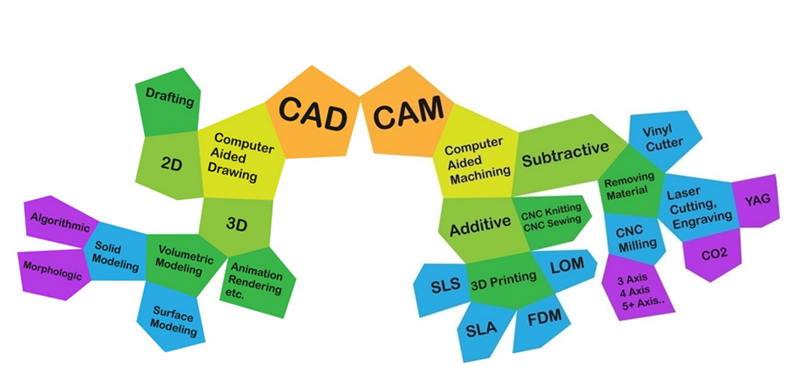 CAD
CAM
Drafting
2D
Computer
Aided
Drawing
3D
Algorithmic
Morphologic
Solid
Modeling
Volumetric
Modeling
Animation
Rendering
etc.
Surface
Modeling
Computer
Aided
Machining
Subtractive
Vinyl
Cutter
Removing
Material
Laser
Cutting,
Engraving
YAG
CO2
CNC
Milling
3 Axis
4 Axis
5+ Axis..
Additive
CNC Knitting
CNC Sewing
3D Printing
SLS
LOM
SLA
FDM